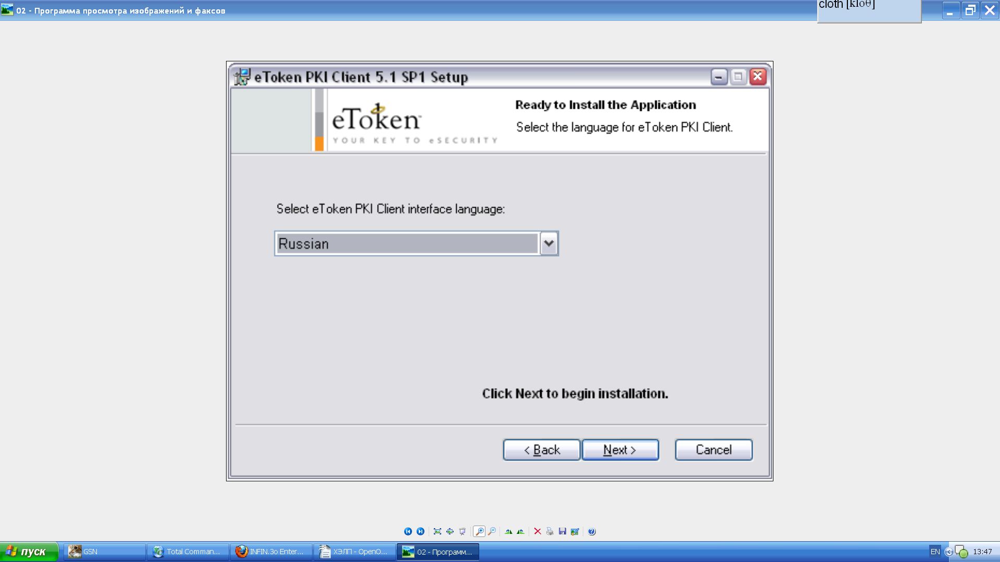 02 - Программа просмотра изображений и факсов
cloth [kloθ]
eToken PKI Client 5.1 SP1 Setup
eToken
YOUR KEY TO eSECURITY
Ready to Install the Application
Select the language for eToken PKI Client.
Select eToken PKI Client interface language:
Russian
Click Next to begin installation.
< Back
Next >
Cancel
пуск
GSN
Total Comman...
INFIN.Зо Enter...
ХЭЛП - OpenO...
02 - Программ...
EN
13:47